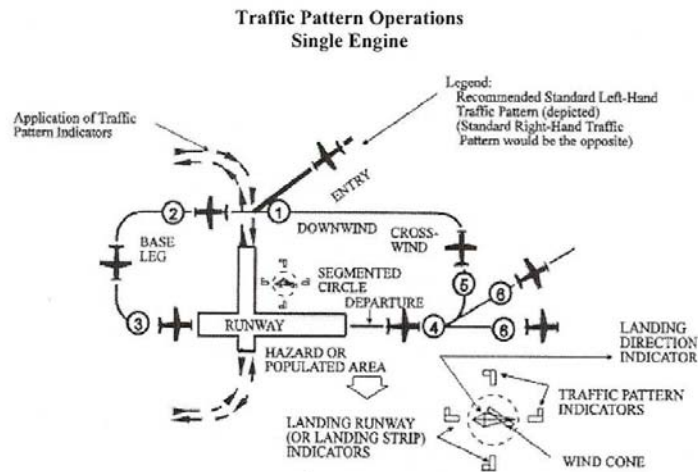 Traffic Pattern Operations
Single Engine
Application of Traffic
Pattern Indicators
Legend:
Recommended Standard Left-Hand
Traffic Pattern (depicted)
(Standard Right-Hand Traffic
Pattern would be the opposite)
ENTRY
1
2
DOWNWIND
CROSS-
WIND
BASE
LEG
5
6
SEGMENTED
CIRCLE
DEPARTURE
3
RUNWAY
4
6
HAZARD OR
POPULATED AREA
LANDING
DIRECTION
INDICATOR
LANDING RUNWAY
(OR LANDING STRIP)
INDICATORS
TRAFFIC PATTERN
INDICATORS
WIND CONE